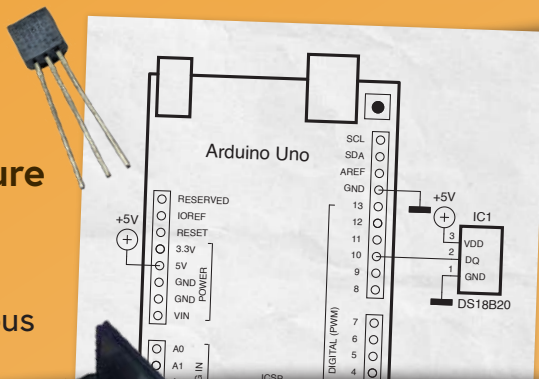 ure
ous
Arduino Uno
+5V
RESERVED
IOREF
RESET
3.3V
5V
GND
GND
VIN
POWER
A0
A1
G IN
ICSP
SCL
SDA
AREF
GND
13
12
11
10
9
8
7
6
5
4
DIGITAL (PWM)
+5V
IC1
3
VDD
2
DQ
1
GND
DS18B20